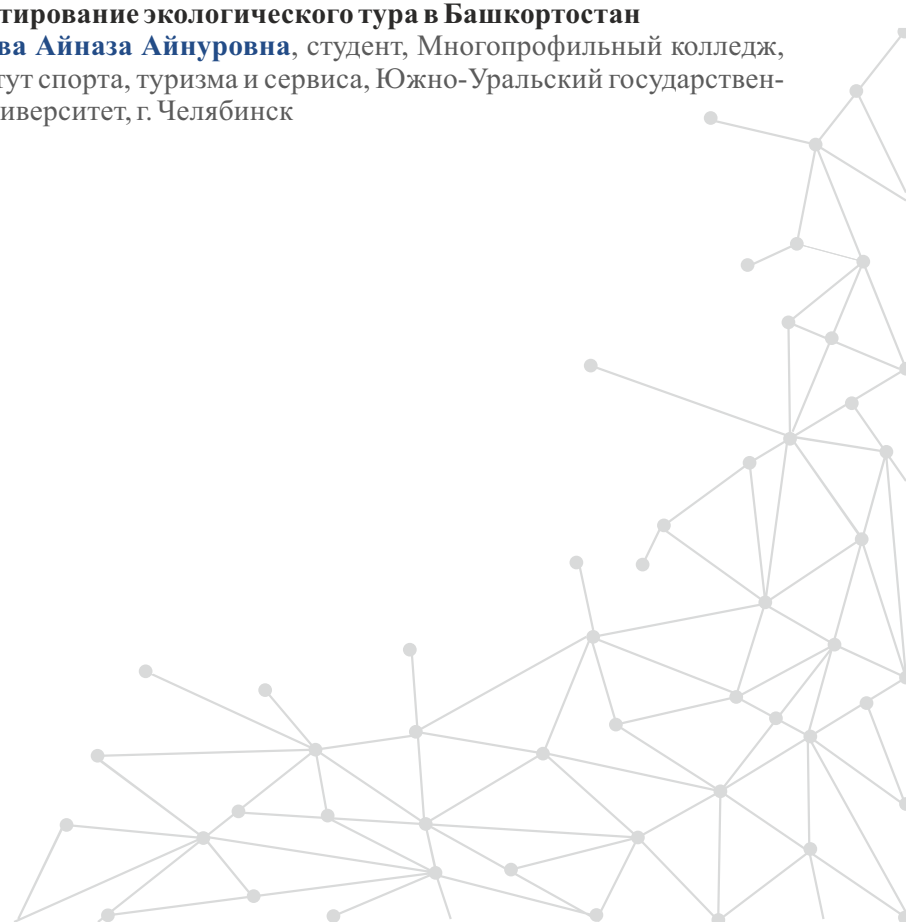 тирование экологического тура в Башкортостан
ва Айназа Айнуровна, студент, Многопрофильный колледж,
тут спорта, туризма и сервиса, Южно-Уральский государствен-
иверситет, г. Челябинск